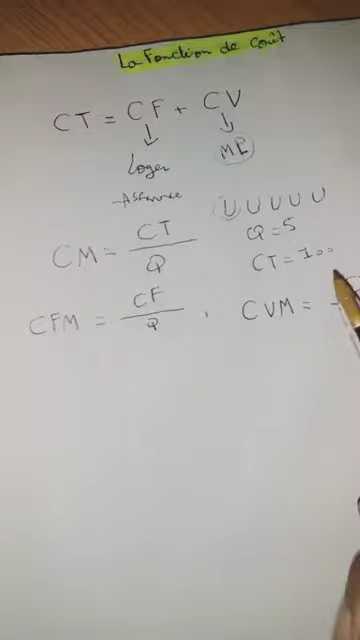 La Fonction de Coût
CT = CF + CV
Loyer
MP
Assurance
U U U U U
CM = CT / Q
Q = 5
CT = 100
CFM = CF / Q , CVM =